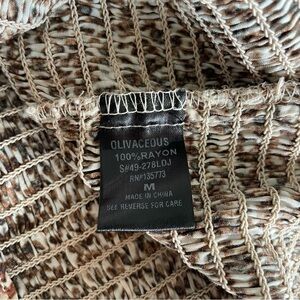 OLIVACEOUS
100%RAYON
S#49-278LDJ
RN#135773
M
MADE IN CHINA
SEE REVERSE FOR CARE